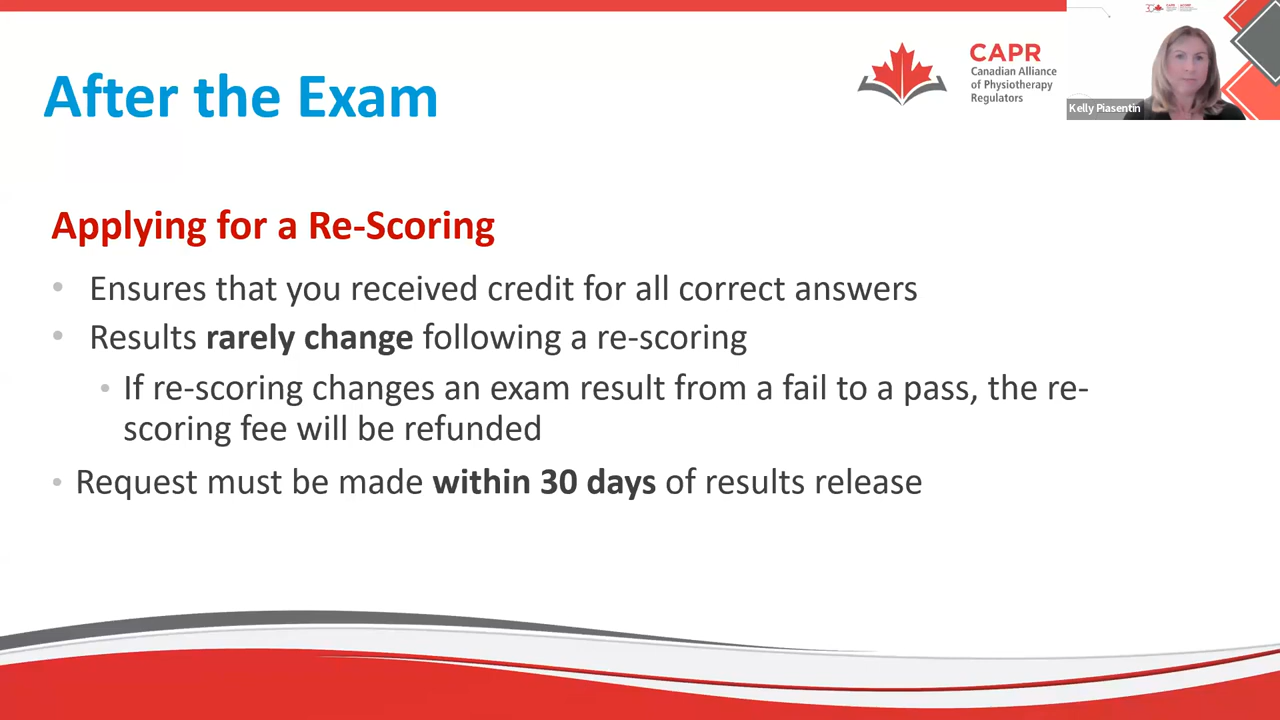 After the Exam
CAPR
Canadian Alliance
of Physiotherapy
Regulators
Kelly Piasentin
Applying for a Re-Scoring
• Ensures that you received credit for all correct answers
• Results rarely change following a re-scoring
• If re-scoring changes an exam result from a fail to a pass, the re-
scoring fee will be refunded
• Request must be made within 30 days of results release